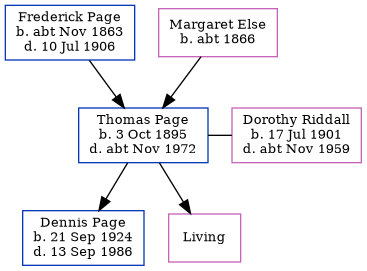 Frederick Page
b. abt Nov 1863
d. 10 Jul 1906
Margaret Else
b. abt 1866
Thomas Page
b. 3 Oct 1895
d. abt Nov 1972
Dorothy Riddall
b. 17 Jul 1901
d. abt Nov 1959
Dennis Page
b. 21 Sep 1924
d. 13 Sep 1986
Living